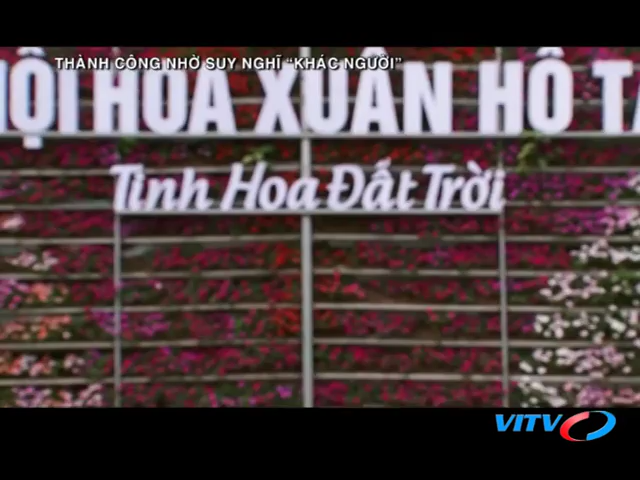 THÀNH CÔNG NHỜ SUY NGHĨ "KHÁC NGƯỜI"
HOA XUÂN HỒ
Tinh Hoa Đất Trời
VITV